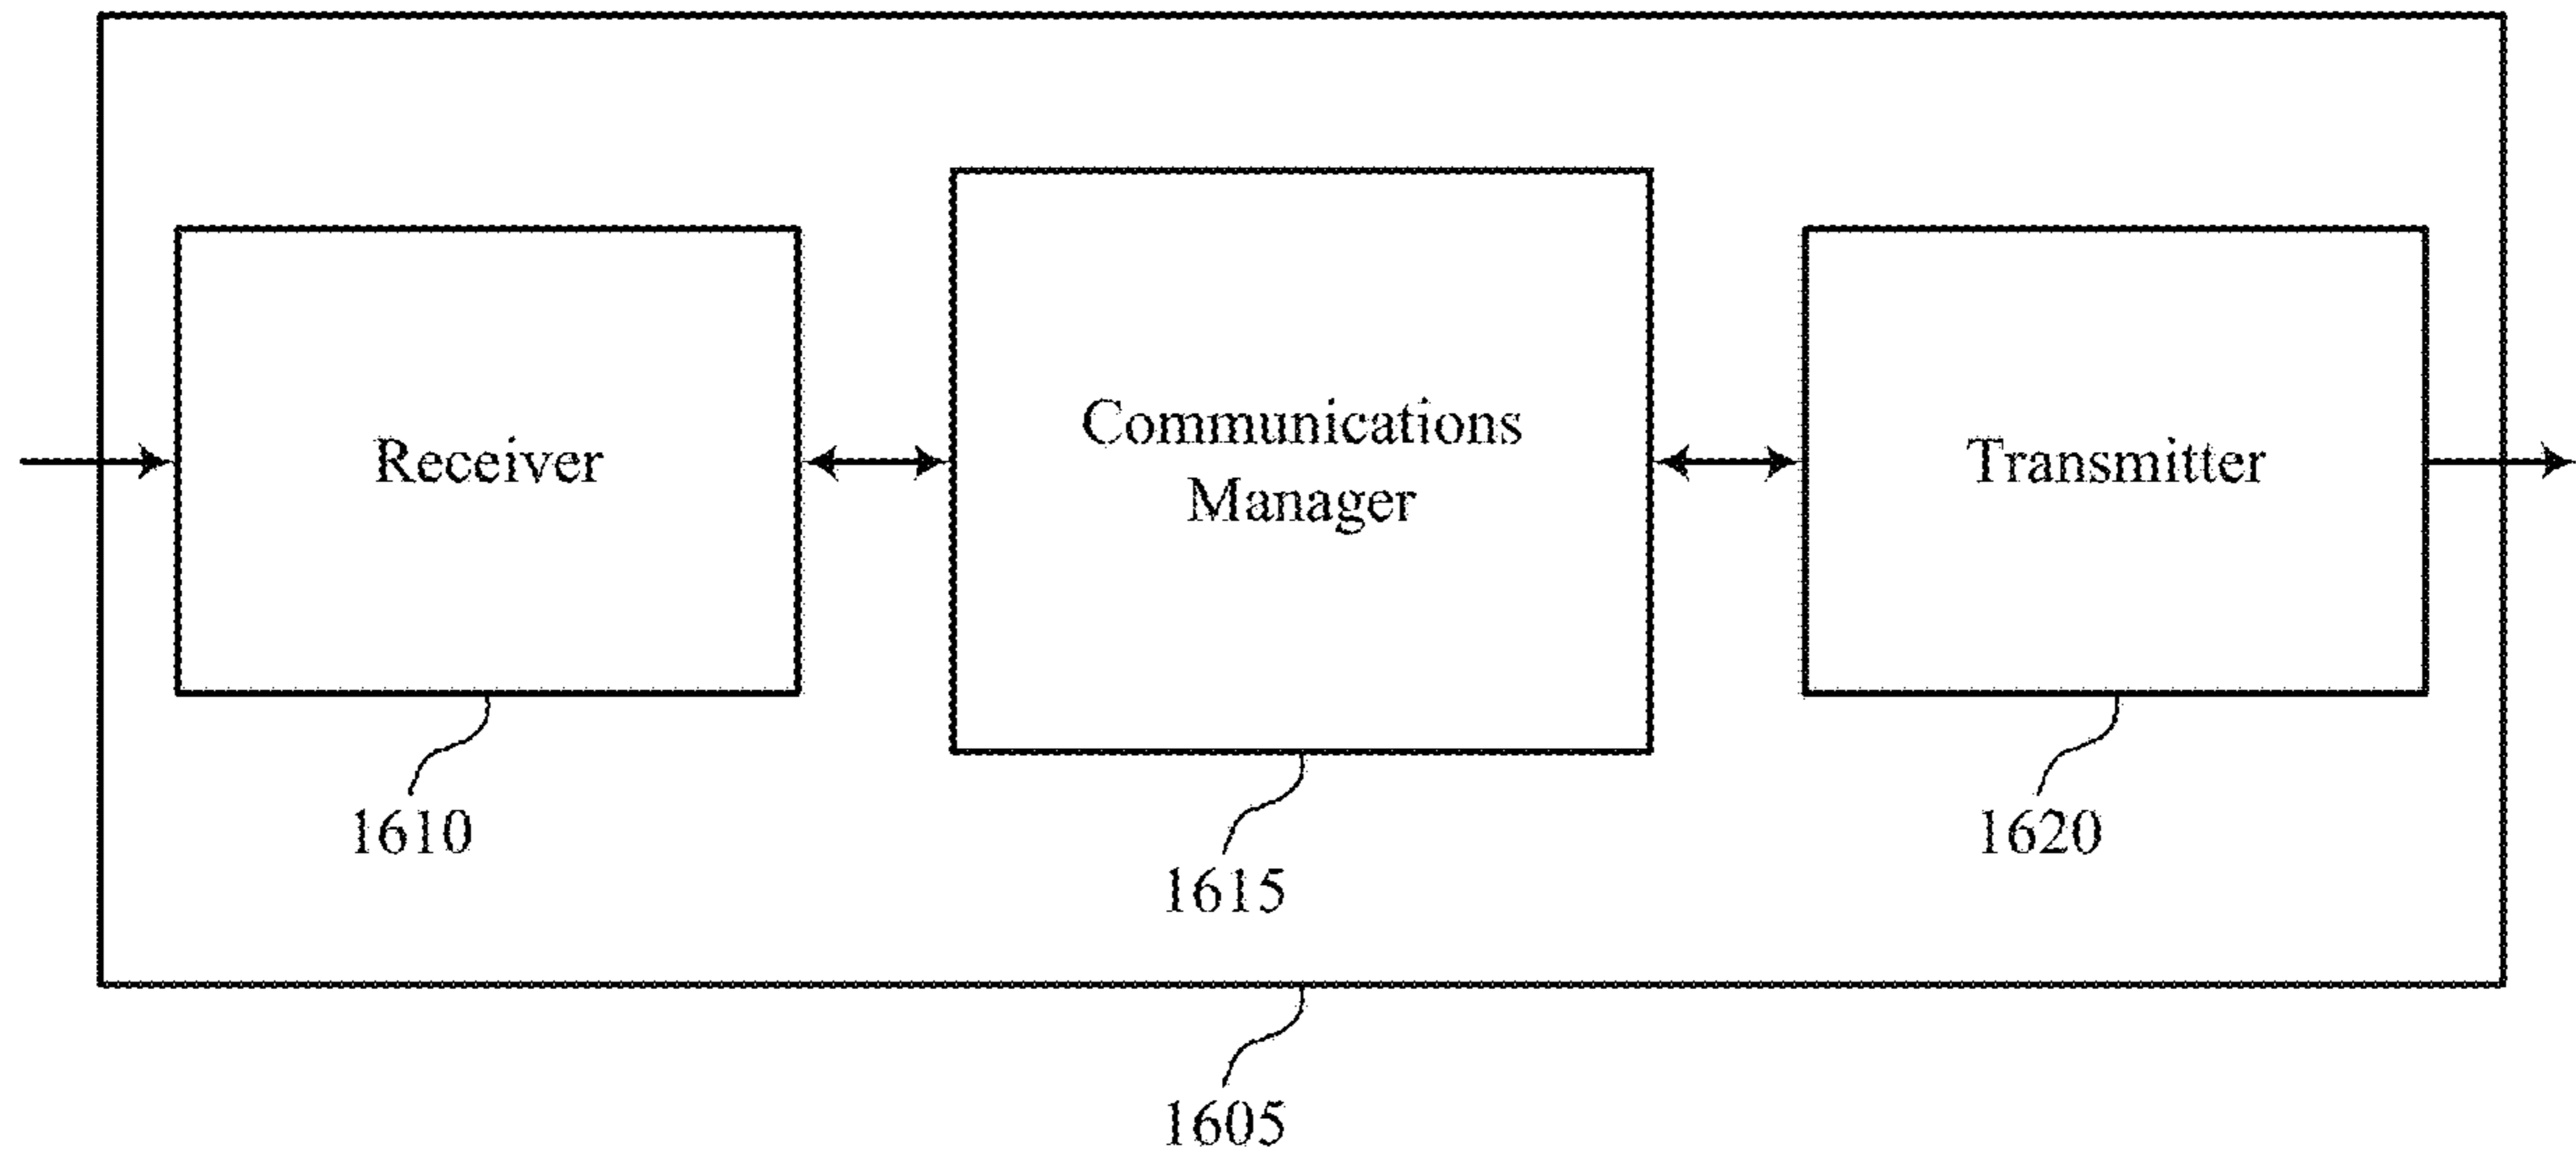 Receiver
Communications
Manager
Transmitter
1610
1615
1620
1605